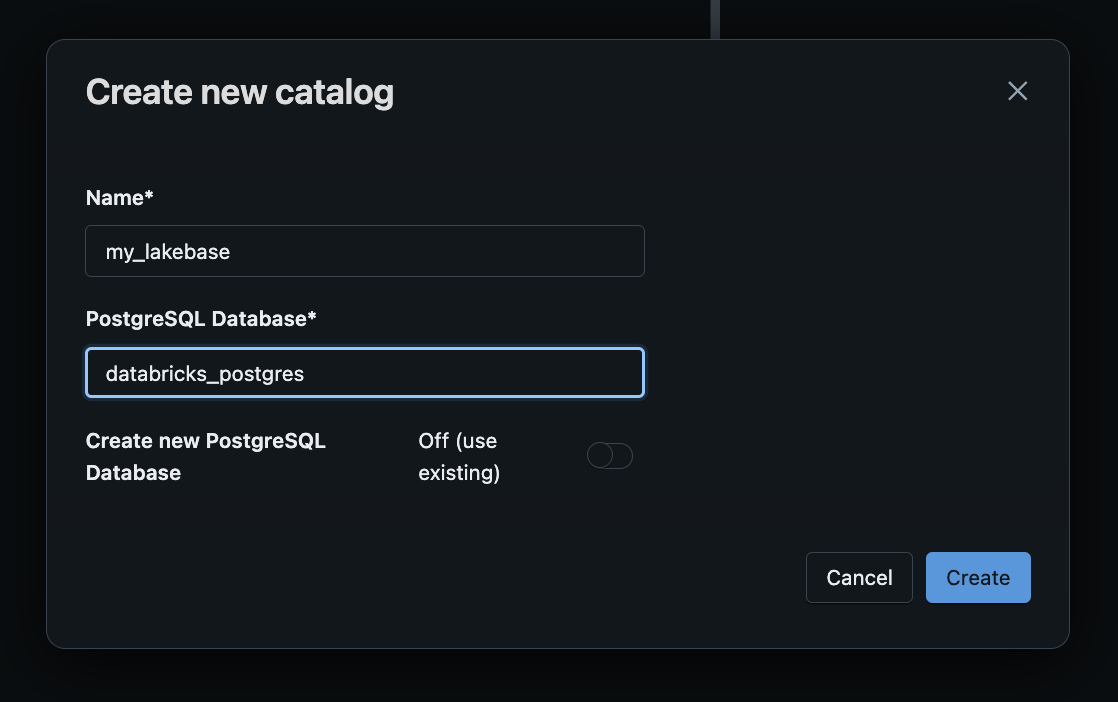 Create new catalog
Name*
my_lakebase
PostgreSQL Database*
databricks_postgres
Create new PostgreSQL
Database
Off (use
existing)
Cancel
Create